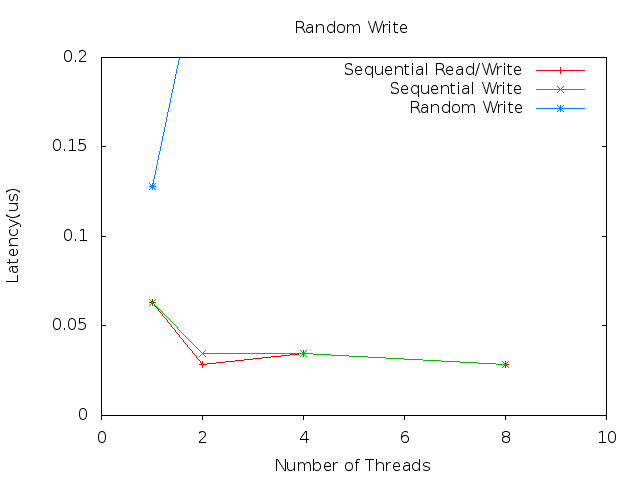 Random Write
0.2
0.15
0.1
0.05
0
Latency(us)
Sequential Read/Write
Sequential Write
Random Write
0 2 4 6 8 10
Number of Threads